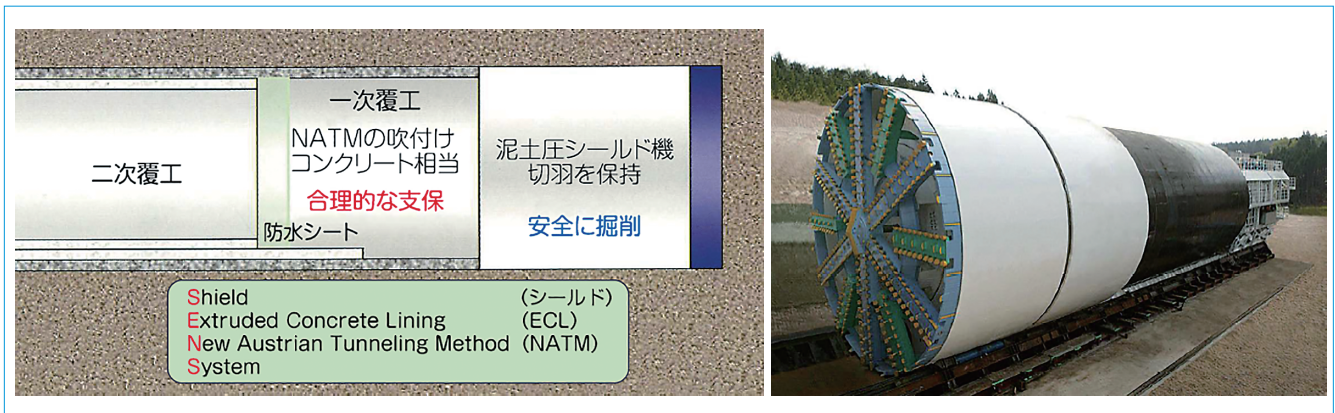 二次覆工
一次覆工
NATMの吹付け
コンクリート相当
合理的な支保
防水シート
泥土圧シールド機
切羽を保持
安全に掘削
Shield (シールド)
Extruded Concrete Lining (ECL)
New Austrian Tunneling Method (NATM)
System